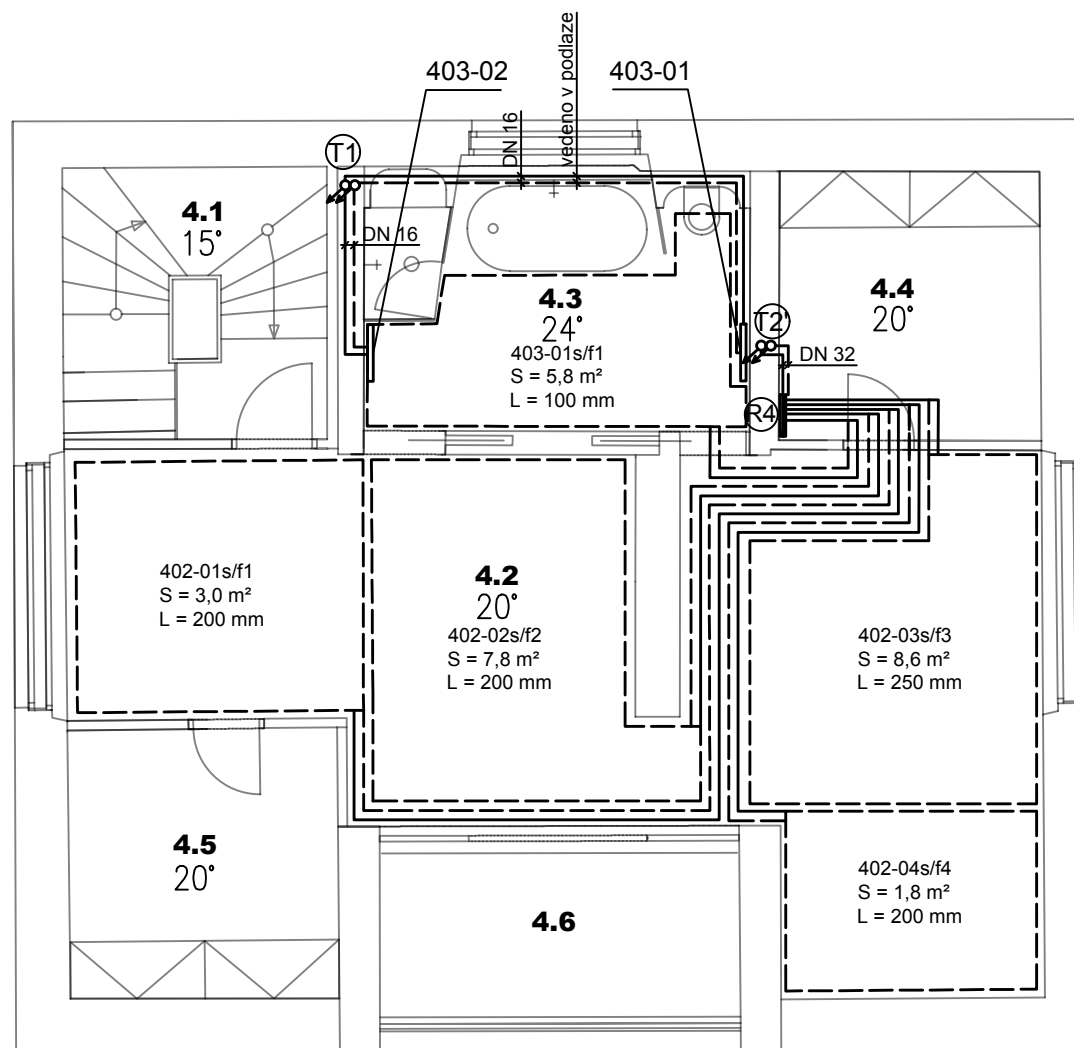 403-02
403-01
DN 16
vedeno v podlaze
T1
4.1
15°
DN 16
4.3
24°
403-01s/f1
S = 5,8 m²
L = 100 mm
4.4
20°
T2'
DN 32
R4
402-01s/f1
S = 3,0 m²
L = 200 mm
4.2
20°
402-02s/f2
S = 7,8 m²
L = 200 mm
402-03s/f3
S = 8,6 m²
L = 250 mm
4.5
20°
4.6
402-04s/f4
S = 1,8 m²
L = 200 mm